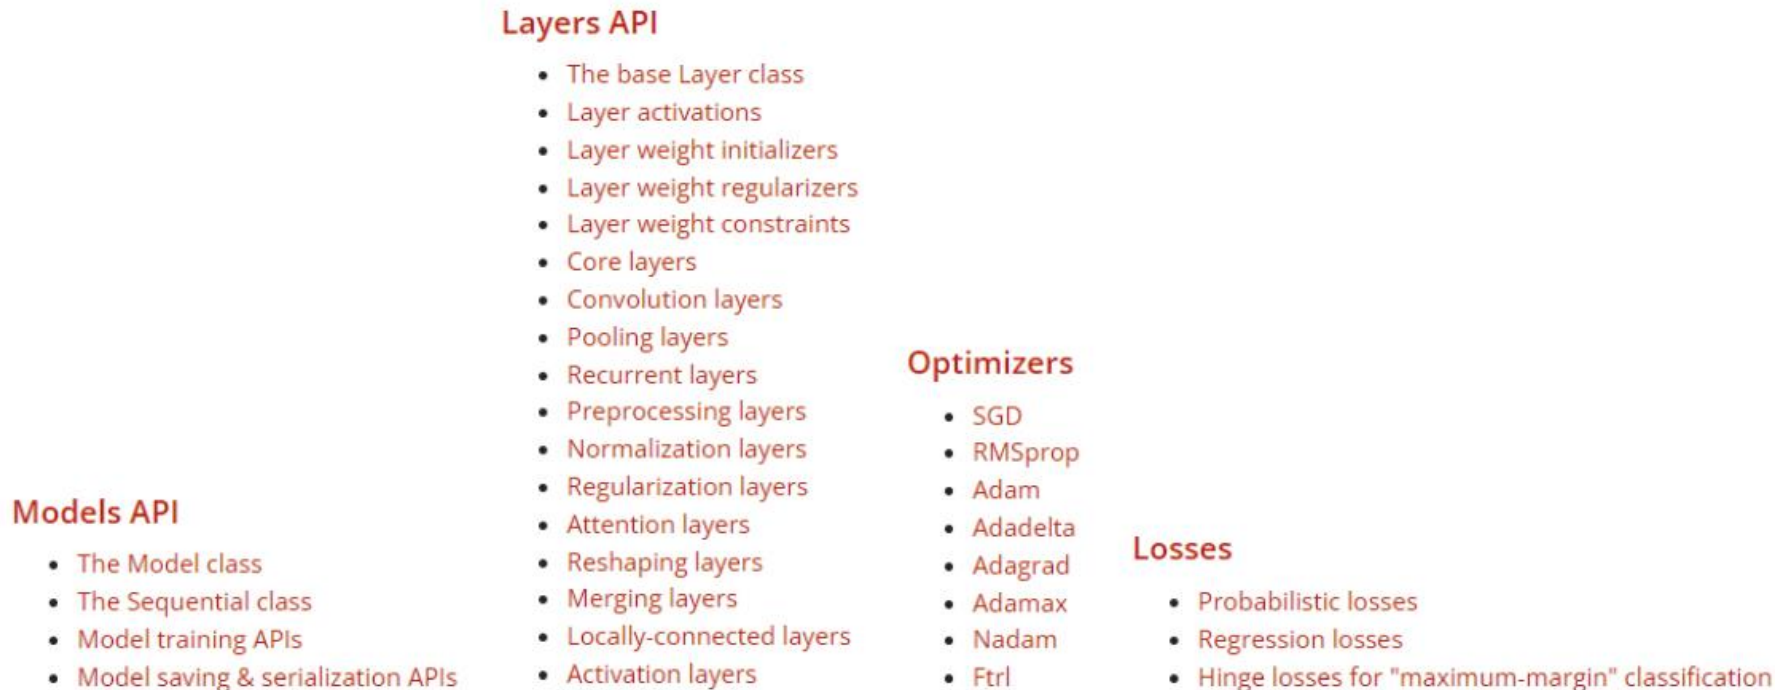 Models API
The Model class
The Sequential class
Model training APIs
Model saving & serialization APIs
Layers API
The base Layer class
Layer activations
Layer weight initializers
Layer weight regularizers
Layer weight constraints
Core layers
Convolution layers
Pooling layers
Recurrent layers
Preprocessing layers
Normalization layers
Regularization layers
Attention layers
Reshaping layers
Merging layers
Locally-connected layers
Activation layers
Optimizers
SGD
RMSprop
Adam
Adadelta
Adagrad
Adamax
Nadam
Ftrl
Losses
Probabilistic losses
Regression losses
Hinge losses for "maximum-margin" classification